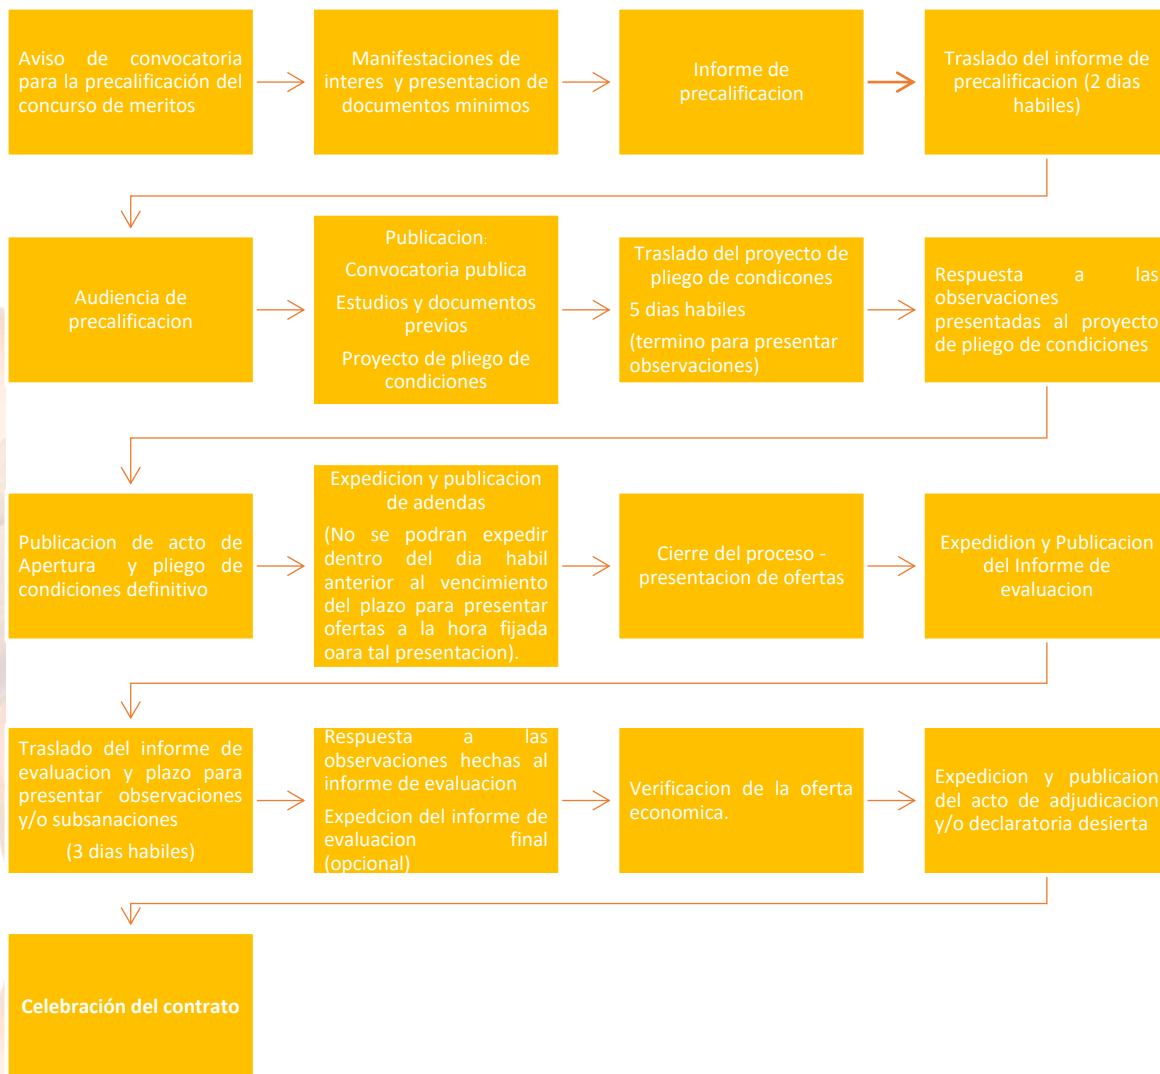 Aviso de convocatoria
para la precalificación del
concurso de meritos
Manifestaciones de
interes y presentacion de
documentos minimos
Informe de
precalificacion
Traslado del informe de
precalificacion (2 dias
habiles)
Audiencia de
precalificacion
Publicacion:
Convocatoria publica
Estudios y documentos
previos
Proyecto de pliego de
condiciones
Traslado del proyecto de
pliego de condicones
5 dias habiles
(termino para presentar
observaciones)
Respuesta a las
observaciones
presentadas al proyecto
de pliego de condiciones
Publicacion de acto de
Apertura y pliego de
condiciones definitivo
Expedicion y publicacion
de adendas
(No se podran expedir
dentro del dia habil
anterior al vencimiento
del plazo para presentar
ofertas a la hora fijada
oara tal presentacion).
Cierre del proceso -
presentacion de ofertas
Expedidion y Publicacion
del Informe de
evaluacion
Traslado del informe de
evaluacion y plazo para
presentar observaciones
y/o subsanaciones
(3 dias habiles)
Respuesta a las
observaciones hechas al
informe de evaluacion
Expedcion del informe de
evaluacion final
(opcional)
Verificacion de la oferta
economica.
Expedicion y publicaion
del acto de adjudicacion
y/o declaratoria desierta
Celebración del contrato